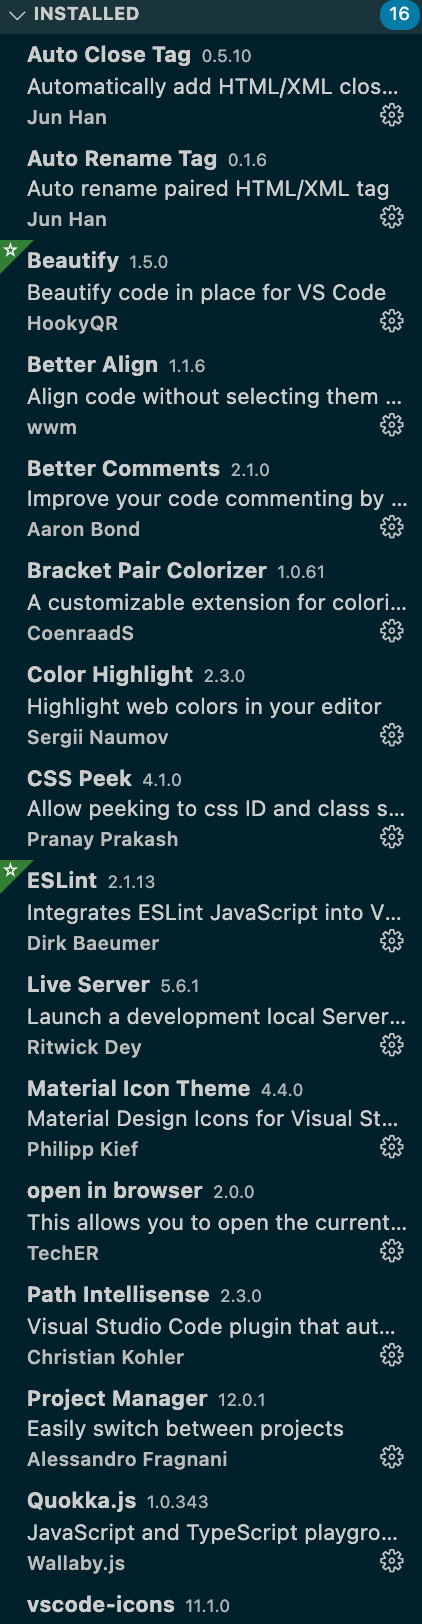 INSTALLED 16
Auto Close Tag 0.5.10
Automatically add HTML/XML clos...
Jun Han
Auto Rename Tag 0.1.6
Auto rename paired HTML/XML tag
Jun Han
Beautify 1.5.0
Beautify code in place for VS Code
HookyQR
Better Align 1.1.6
Align code without selecting them ...
wwm
Better Comments 2.1.0
Improve your code commenting by ...
Aaron Bond
Bracket Pair Colorizer 1.0.61
A customizable extension for colori...
CoenraadS
Color Highlight 2.3.0
Highlight web colors in your editor
Sergii Naumov
CSS Peek 4.1.0
Allow peeking to css ID and class s...
Pranay Prakash
ESLint 2.1.13
Integrates ESLint JavaScript into V...
Dirk Baeumer
Live Server 5.6.1
Launch a development local Server...
Ritwick Dey
Material Icon Theme 4.4.0
Material Design Icons for Visual St...
Philipp Kief
open in browser 2.0.0
This allows you to open the current...
TechER
Path Intellisense 2.3.0
Visual Studio Code plugin that aut...
Christian Kohler
Project Manager 12.0.1
Easily switch between projects
Alessandro Fragnani
Quokka.js 1.0.343
JavaScript and TypeScript playgro...
Wallaby.js
vscode-icons 11.1.0